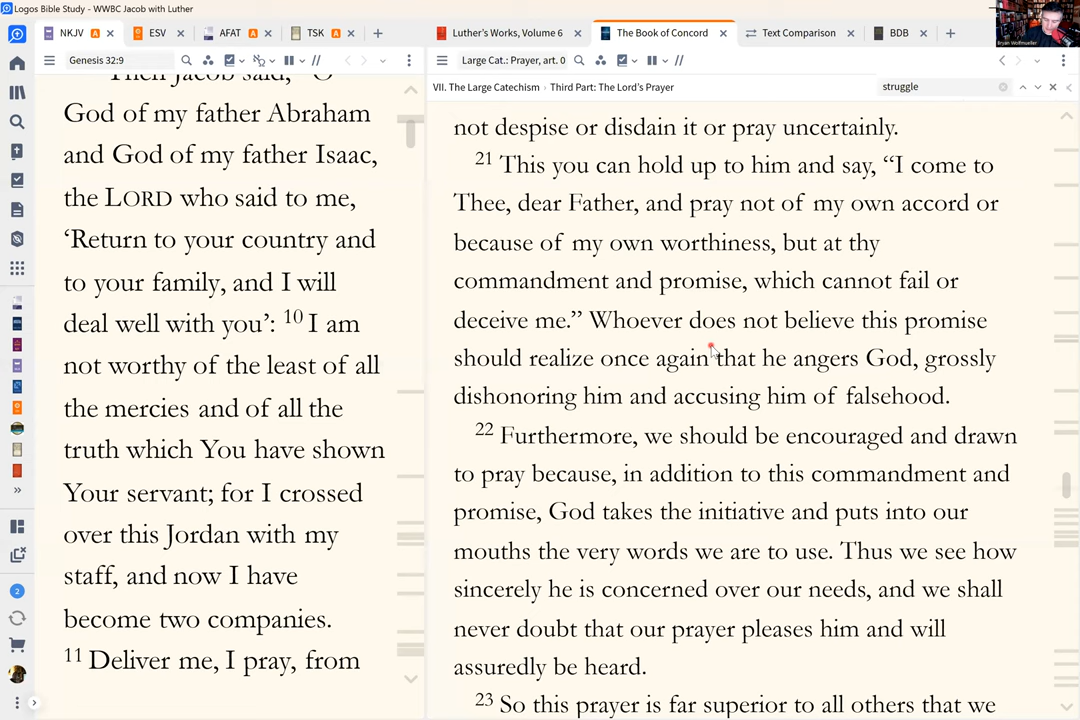 Logos Bible Study - WWBC Jacob with Luther
NKJV A
ESV
AFAT A
TSK A
Luther's Works, Volume 6
The Book of Concord
Text Comparison
BDB
Genesis 32:9
Large Cat.: Prayer, art. 0
VII. The Large Catechism › Third Part: The Lord's Prayer
struggle
Then Jacob said, “O
God of my father Abraham
and God of my father Isaac,
the LORD who said to me,
‘Return to your country and
to your family, and I will
deal well with you’: 10 I am
not worthy of the least of all
the mercies and of all the
truth which You have shown
Your servant; for I crossed
over this Jordan with my
staff, and now I have
become two companies.
11 Deliver me, I pray, from
not despise or disdain it or pray uncertainly.
21 This you can hold up to him and say, “I come to
Thee, dear Father, and pray not of my own accord or
because of my own worthiness, but at thy
commandment and promise, which cannot fail or
deceive me.” Whoever does not believe this promise
should realize once again that he angers God, grossly
dishonoring him and accusing him of falsehood.
22 Furthermore, we should be encouraged and drawn
to pray because, in addition to this commandment and
promise, God takes the initiative and puts into our
mouths the very words we are to use. Thus we see how
sincerely he is concerned over our needs, and we shall
never doubt that our prayer pleases him and will
assuredly be heard.
23 So this prayer is far superior to all others that we
2
Bryan Wolfmueller